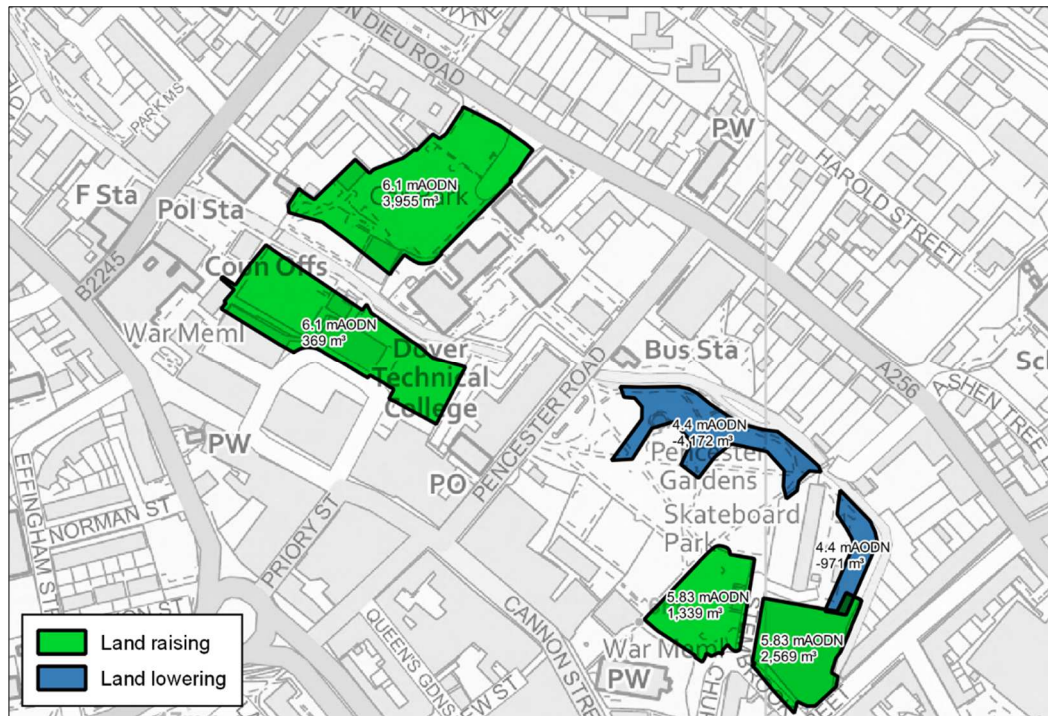 ON DIEU ROAD
PARK MS
PW
HAROLD STREET
F Sta
Pol Sta
6.1 mAODN
3,955 m³
B2245
Coun Offs
War Meml
6.1 mAODN
369 m³
Dover
Technical
College
Bus Sta
A256
ASHEN TREE
PENCESTER ROAD
PW
PO
4.4 mAODN
-4,172 m³
Pencester
Gardens
Skateboard
Park
EFFINGHAM ST
NORMAN ST
PRIORY ST
4.4 mAODN
-971 m³
5.83 mAODN
1,339 m³
5.83 mAODN
2,569 m³
QUEEN'S GDNS
CANNON STREET
War Meml
PW
Land raising
Land lowering